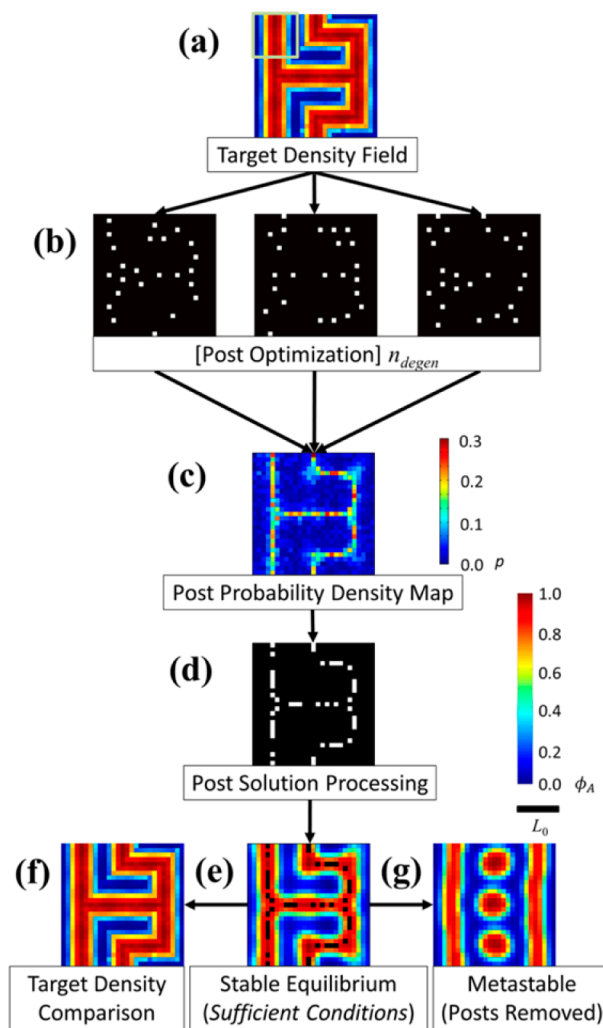 (a)
Target Density Field
(b)
[Post Optimization] n_degen
(c)
0.3
0.2
0.1
0.0 p
Post Probability Density Map
1.0
0.8
0.6
0.4
0.2
0.0 ϕ_A
L_0
(d)
Post Solution Processing
(f)
(e)
(g)
Target Density
Comparison
Stable Equilibrium
(Sufficient Conditions)
Metastable
(Posts Removed)